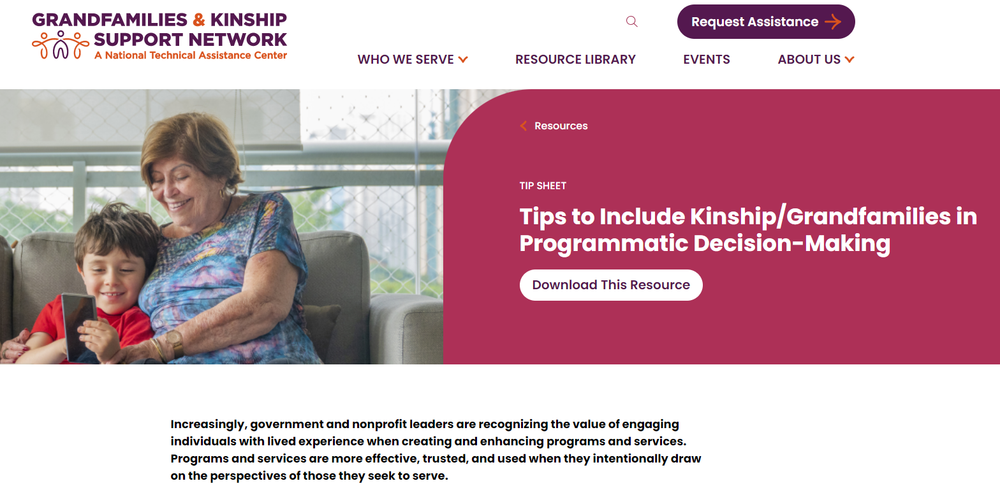 GRANDFAMILIES & KINSHIP
SUPPORT NETWORK
A National Technical Assistance Center
Request Assistance
WHO WE SERVE
RESOURCE LIBRARY
EVENTS
ABOUT US
Resources
TIP SHEET
Tips to Include Kinship/Grandfamilies in
Programmatic Decision-Making
Download This Resource
Increasingly, government and nonprofit leaders are recognizing the value of engaging
individuals with lived experience when creating and enhancing programs and services.
Programs and services are more effective, trusted, and used when they intentionally draw
on the perspectives of those they seek to serve.